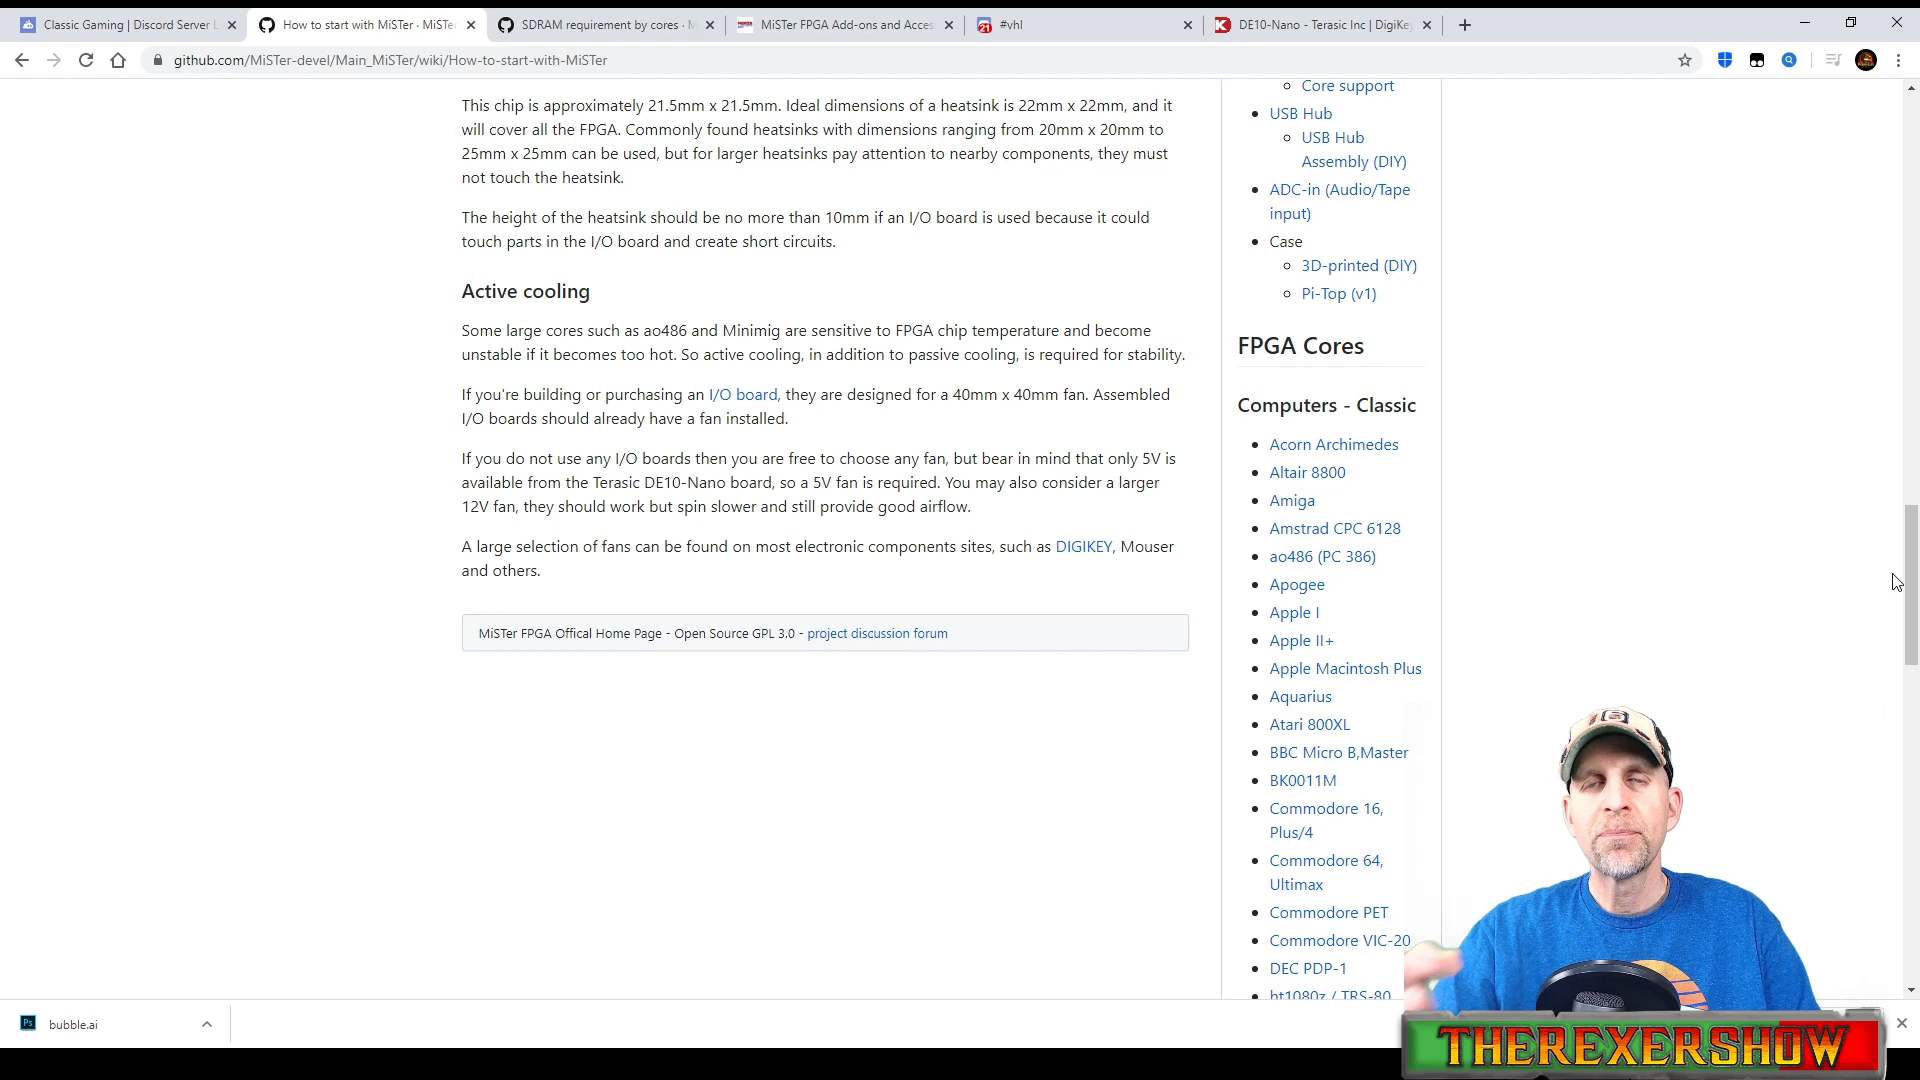 Classic Gaming | Discord Server L
How to start with MiSTer · MiSTe
SDRAM requirement by cores · M
MiSTer FPGA Add-ons and Acces
#vhl
DE10-Nano - Terasic Inc | DigiKe
github.com/MiSTer-devel/Main_MiSTer/wiki/How-to-start-with-MiSTer
This chip is approximately 21.5mm x 21.5mm. Ideal dimensions of a heatsink is 22mm x 22mm, and it
will cover all the FPGA. Commonly found heatsinks with dimensions ranging from 20mm x 20mm to
25mm x 25mm can be used, but for larger heatsinks pay attention to nearby components, they must
not touch the heatsink.
The height of the heatsink should be no more than 10mm if an I/O board is used because it could
touch parts in the I/O board and create short circuits.
Active cooling
Some large cores such as ao486 and Minimig are sensitive to FPGA chip temperature and become
unstable if it becomes too hot. So active cooling, in addition to passive cooling, is required for stability.
If you're building or purchasing an I/O board, they are designed for a 40mm x 40mm fan. Assembled
I/O boards should already have a fan installed.
If you do not use any I/O boards then you are free to choose any fan, but bear in mind that only 5V is
available from the Terasic DE10-Nano board, so a 5V fan is required. You may also consider a larger
12V fan, they should work but spin slower and still provide good airflow.
A large selection of fans can be found on most electronic components sites, such as DIGIKEY, Mouser
and others.
MiSTer FPGA Offical Home Page - Open Source GPL 3.0 - project discussion forum
Core support
USB Hub
USB Hub
Assembly (DIY)
ADC-in (Audio/Tape
input)
Case
3D-printed (DIY)
Pi-Top (v1)
FPGA Cores
Computers - Classic
Acorn Archimedes
Altair 8800
Amiga
Amstrad CPC 6128
ao486 (PC 386)
Apogee
Apple I
Apple II+
Apple Macintosh Plus
Aquarius
Atari 800XL
BBC Micro B,Master
BK0011M
Commodore 16,
Plus/4
Commodore 64,
Ultimax
Commodore PET
Commodore VIC-20
DEC PDP-1
ht1080z / TRS-80
Ps
bubble.ai
21
THEREXERSHOW